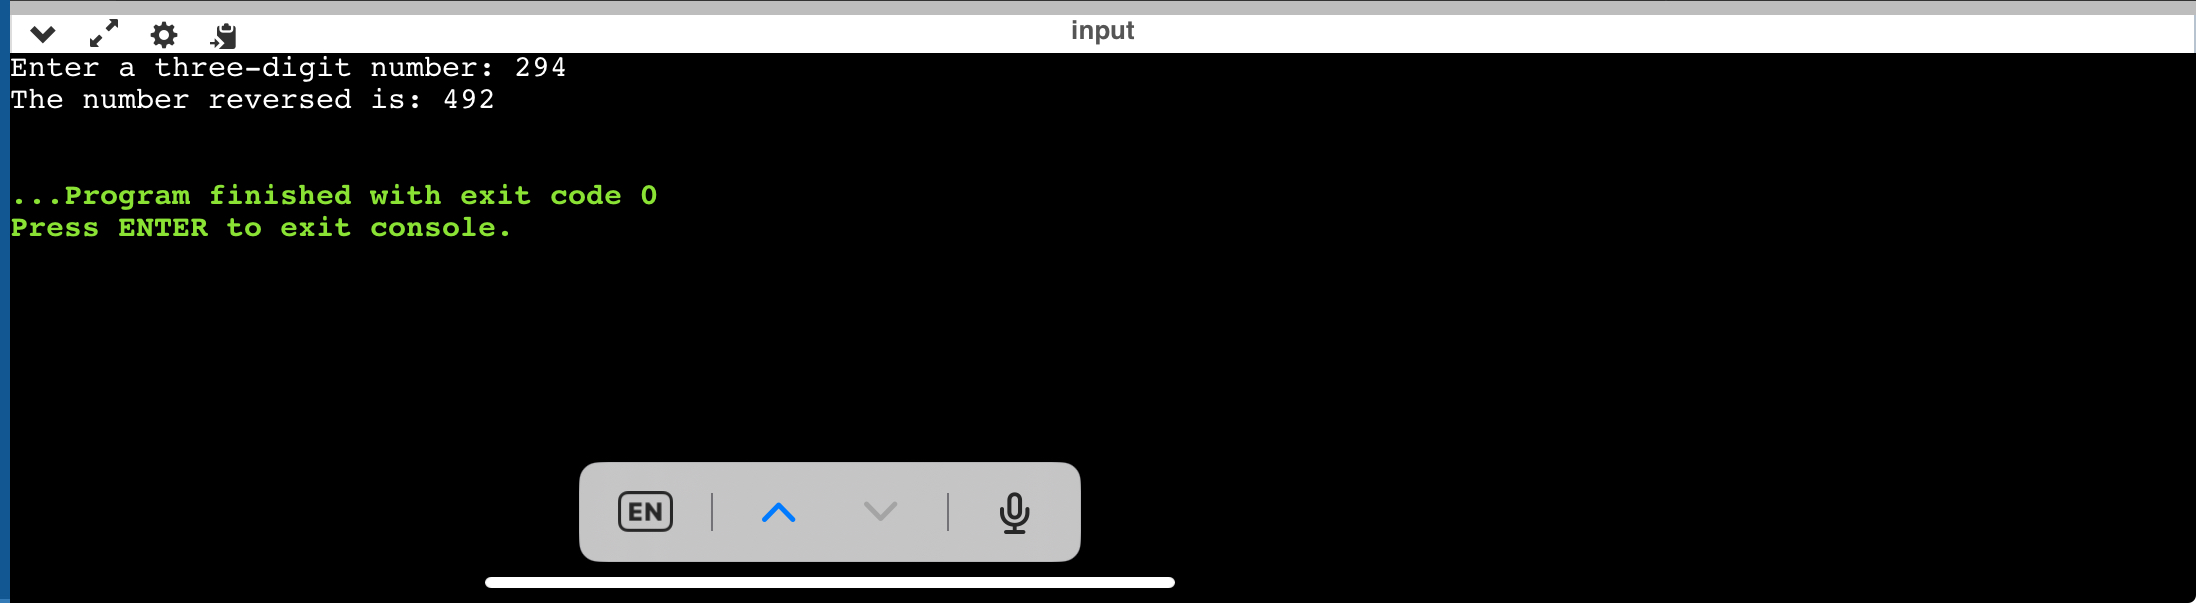 input
Enter a three-digit number: 294
The number reversed is: 492
...Program finished with exit code 0
Press ENTER to exit console.
EN